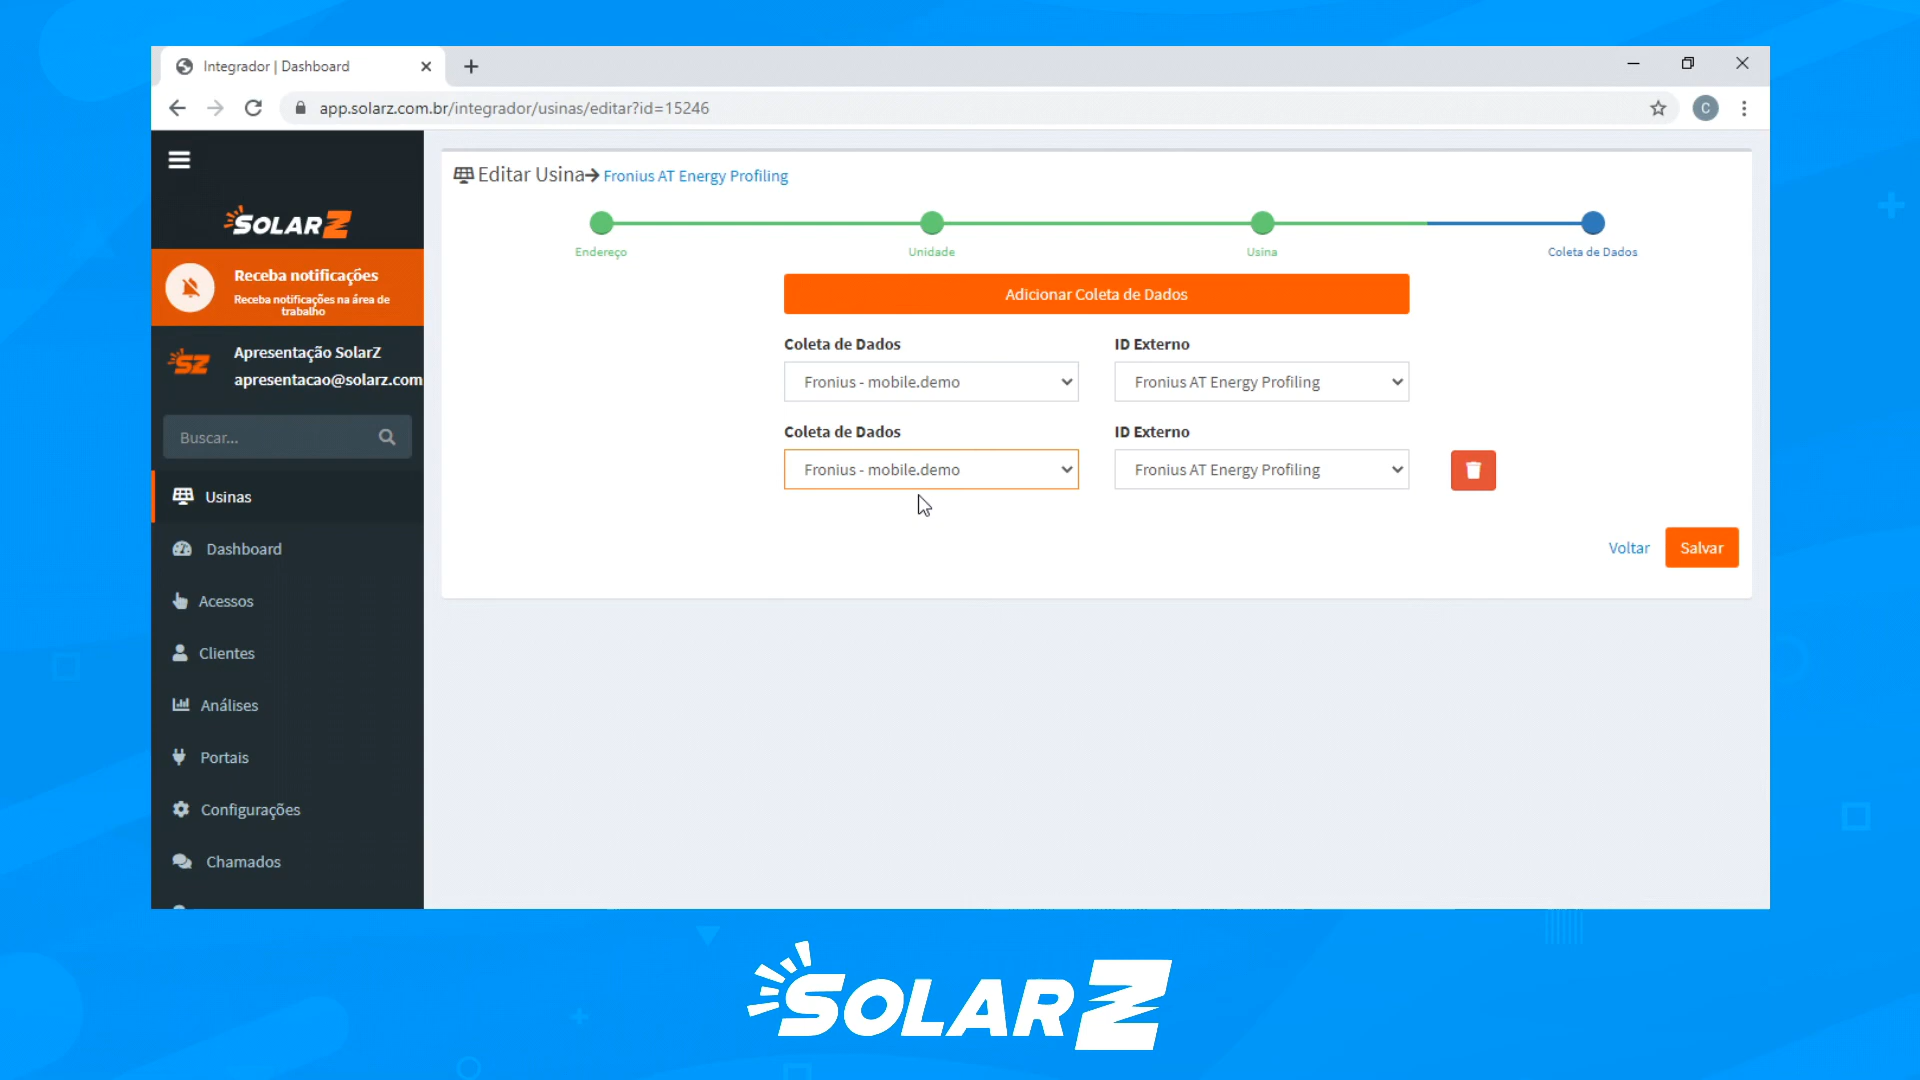 Integrador | Dashboard
app.solarz.com.br/integrador/usinas/editar?id=15246
C
SOLARZ
Receba notificações
Receba notificações na área de
trabalho
SZ
Apresentação SolarZ
apresentacao@solarz.com
Buscar...
Usinas
Dashboard
Acessos
Clientes
Análises
Portais
Configurações
Chamados
Editar Usina Fronius AT Energy Profiling
Endereço
Unidade
Usina
Coleta de Dados
Adicionar Coleta de Dados
Coleta de Dados
ID Externo
Fronius - mobile.demo
Fronius AT Energy Profiling
Coleta de Dados
ID Externo
Fronius - mobile.demo
Fronius AT Energy Profiling
Voltar
Salvar
SOLARZ